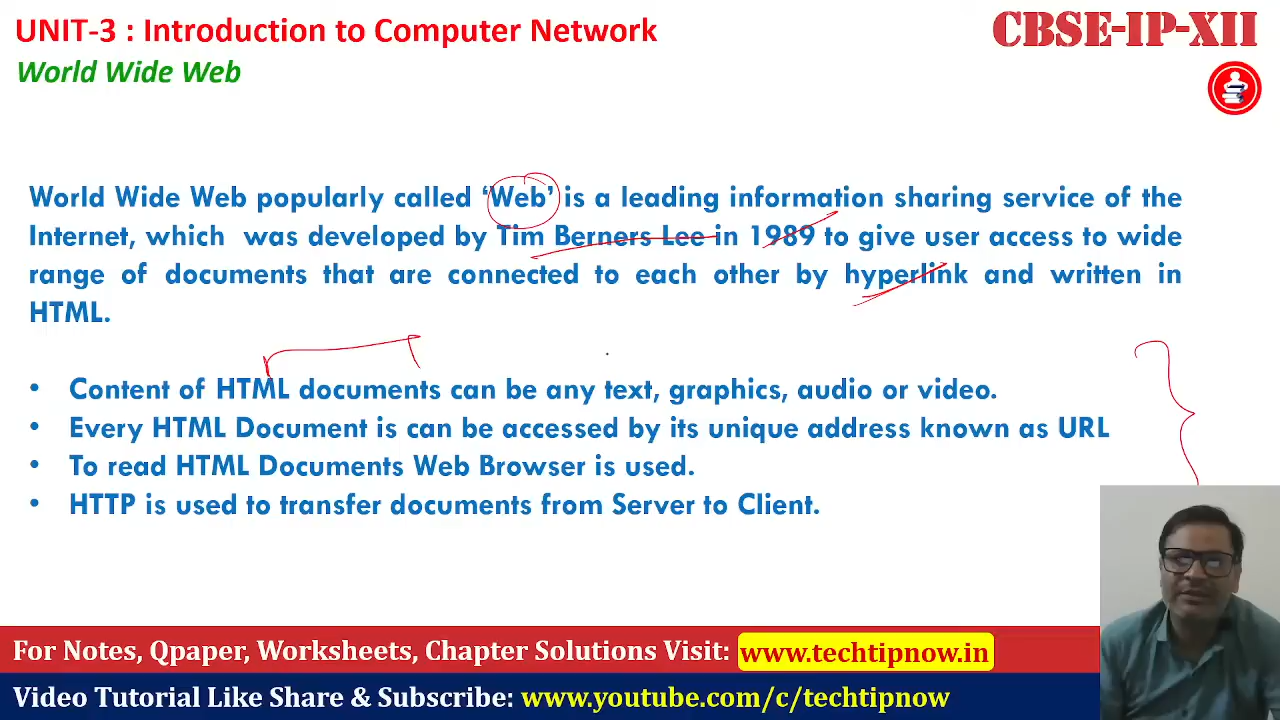 UNIT-3 : Introduction to Computer Network
CBSE-IP-XII
World Wide Web
World Wide Web popularly called ‘Web’ is a leading information sharing service of the
Internet, which was developed by Tim Berners Lee in 1989 to give user access to wide
range of documents that are connected to each other by hyperlink and written in
HTML.
• Content of HTML documents can be any text, graphics, audio or video.
• Every HTML Document is can be accessed by its unique address known as URL
• To read HTML Documents Web Browser is used.
• HTTP is used to transfer documents from Server to Client.
For Notes, Qpaper, Worksheets, Chapter Solutions Visit: www.techtipnow.in
Video Tutorial Like Share & Subscribe: www.youtube.com/c/techtipnow